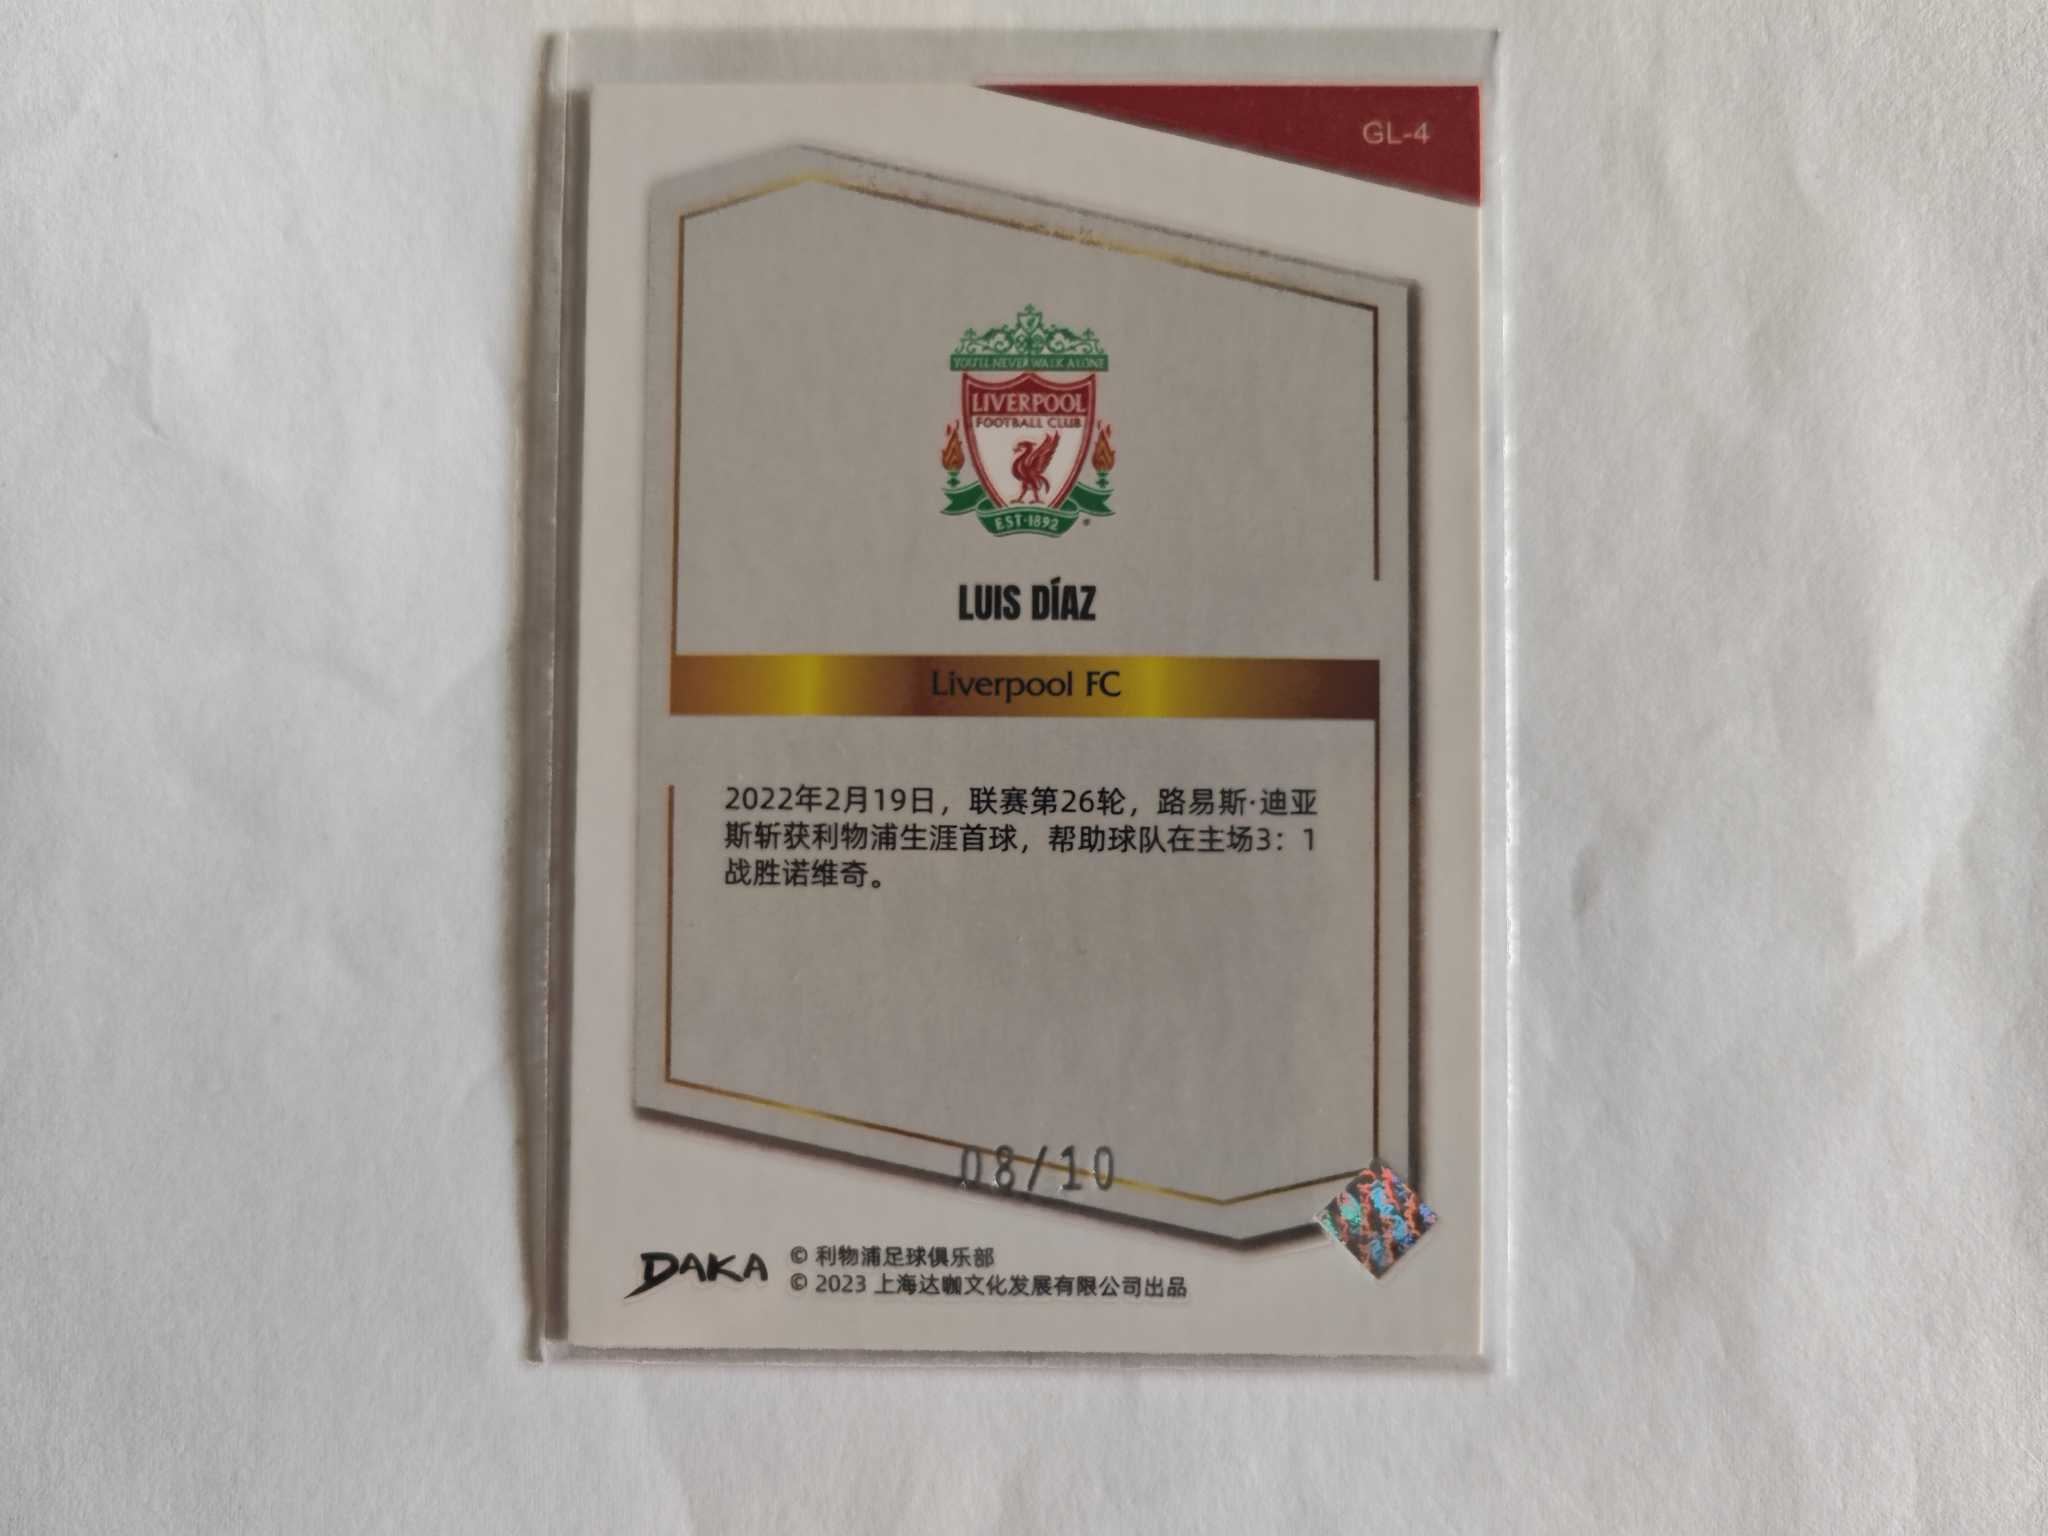 GL-4
YOU'LL NEVER WALK ALONE
LIVERPOOL
FOOTBALL CLUB
EST·1892
LUIS DÍAZ
Liverpool FC
2022年2月19日，联赛第26轮，路易斯·迪亚
斯斩获利物浦生涯首球，帮助球队在主场3：1
战胜诺维奇。
08/10
DAKA
© 利物浦足球俱乐部
© 2023 上海达咖文化发展有限公司出品